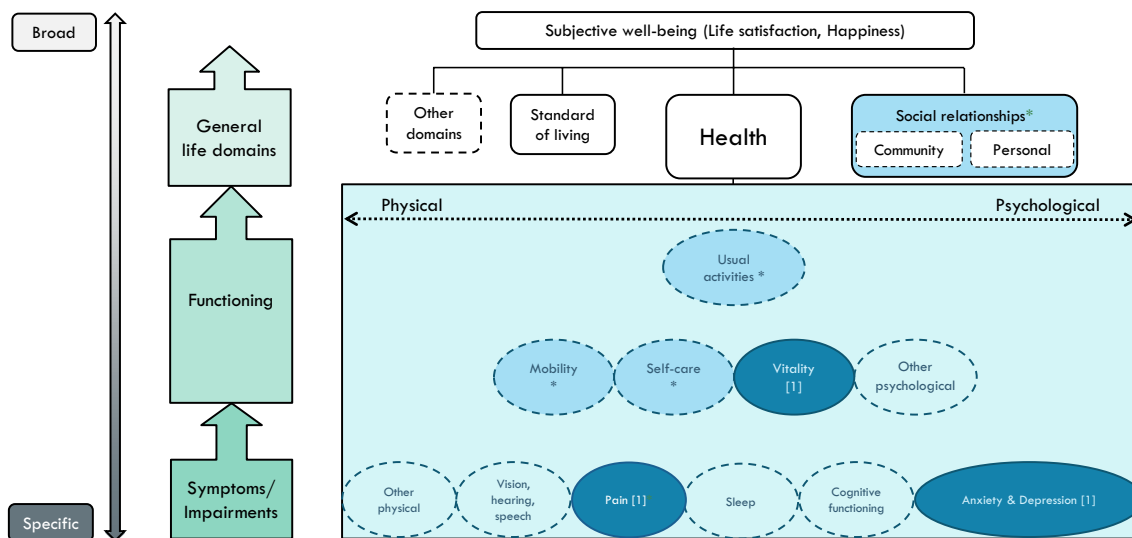 Broad
Subjective well-being (Life satisfaction, Happiness)
General
life domains
Other
domains
Standard
of living
Health
Social relationships*
Community
Personal
Physical
Psychological
Functioning
Usual
activities *
Mobility
*
Self-care
*
Vitality
[1]
Other
psychological
Symptoms/
Impairments
Other
physical
Vision,
hearing,
speech
Pain [1]
Sleep
Cognitive
functioning
Anxiety & Depression [1]
Specific